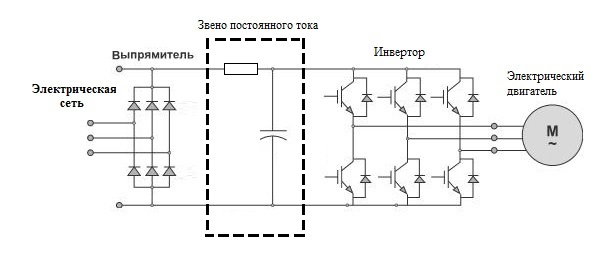 Звено постоянного тока
Выпрямитель
Инвертор
Электрическая
сеть
Электрический
двигатель
М
~